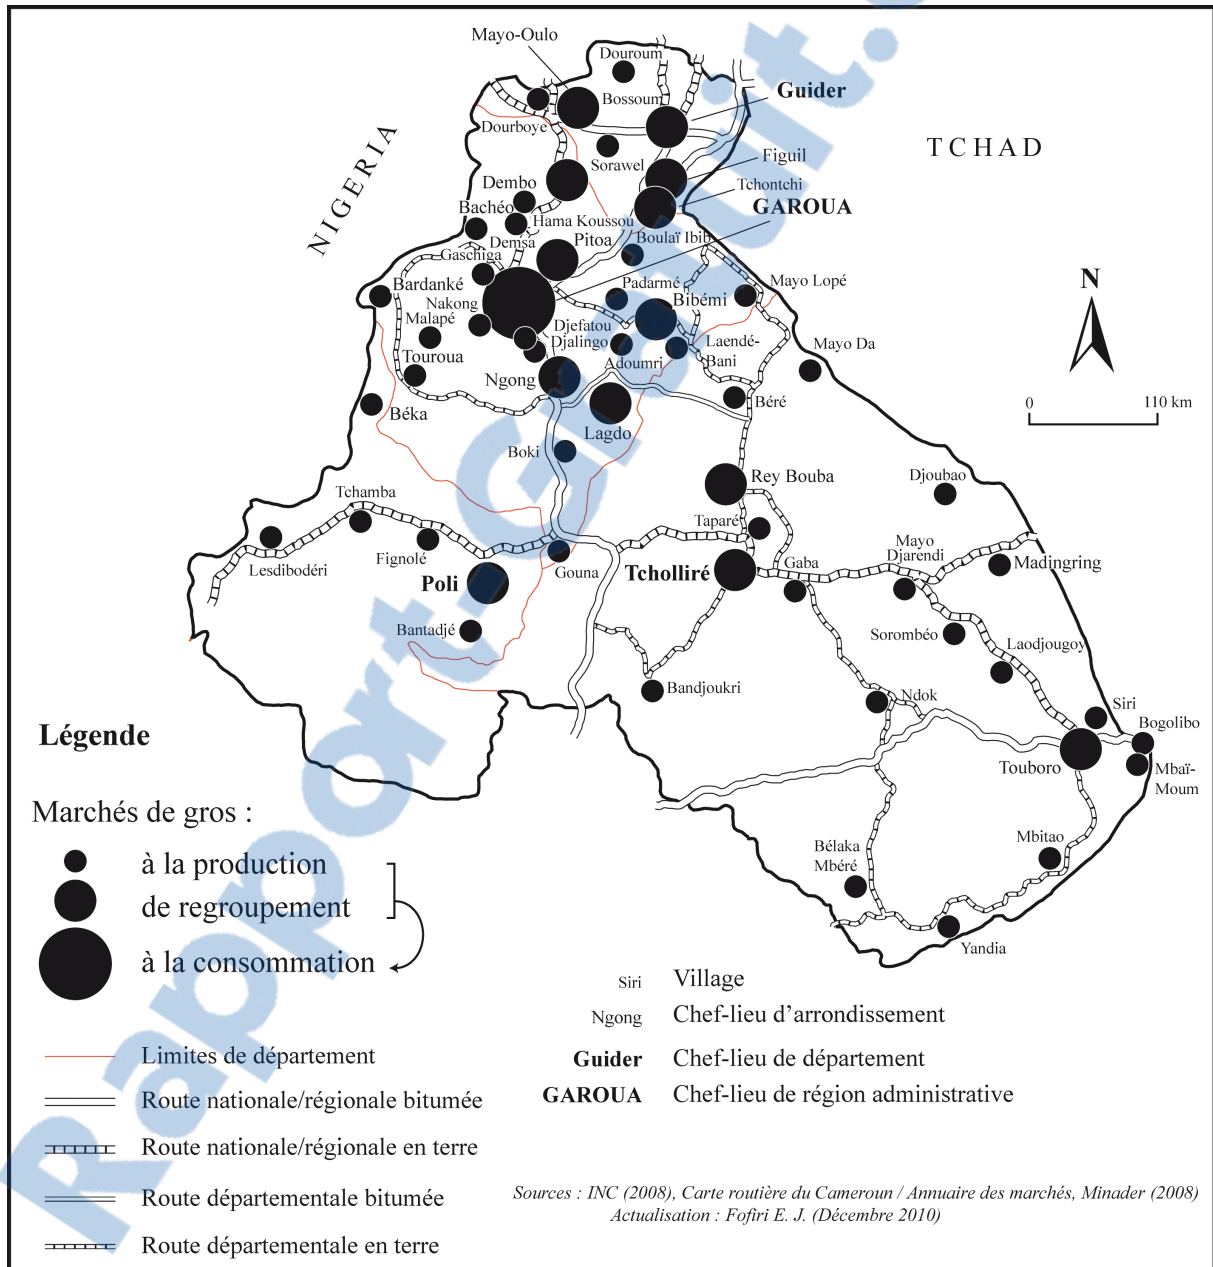 Mayo-Oulo
Douroum
Bossoum
Guider
Dourboye
Sorawel
Figuil
TCHAD
NIGERIA
Dembo
Tchontchi
Bachéo
GAROUA
Hama Koussou
Demsa
Pitoa
Boulaï Ibib
Gaschiga
Bardanké
Padarmé
Mayo Lopé
N
Nakong
Bibémi
Malapé
Djefatou
Djalingo
Laendé-
Bani
Mayo Da
Touroua
Adoumri
Ngong
0 110 km
Béka
Béré
Lagdo
Boki
Rey Bouba
Djoubao
Tchamba
Taparé
Mayo
Djarendi
Fignolé
Lesdibodéri
Gouna
Tcholliré
Gaba
Madingring
Poli
Bantadjé
Sorombéo
Laodjougoy
Bandjoukri
Ndok
Siri
Bogolibo
Touboro
Mbaï-
Moum
Mbitao
Bélaka
Mbéré
Yandia
Légende
Marchés de gros :
à la production
de regroupement
à la consommation
Limites de département
Route nationale/régionale bitumée
Route nationale/régionale en terre
Route départementale bitumée
Route départementale en terre
Siri Village
Ngong Chef-lieu d’arrondissement
Guider Chef-lieu de département
GAROUA Chef-lieu de région administrative
Sources : INC (2008), Carte routière du Cameroun / Annuaire des marchés, Minader (2008)
Actualisation : Fofiri E. J. (Décembre 2010)
Rapport-Gratuit.